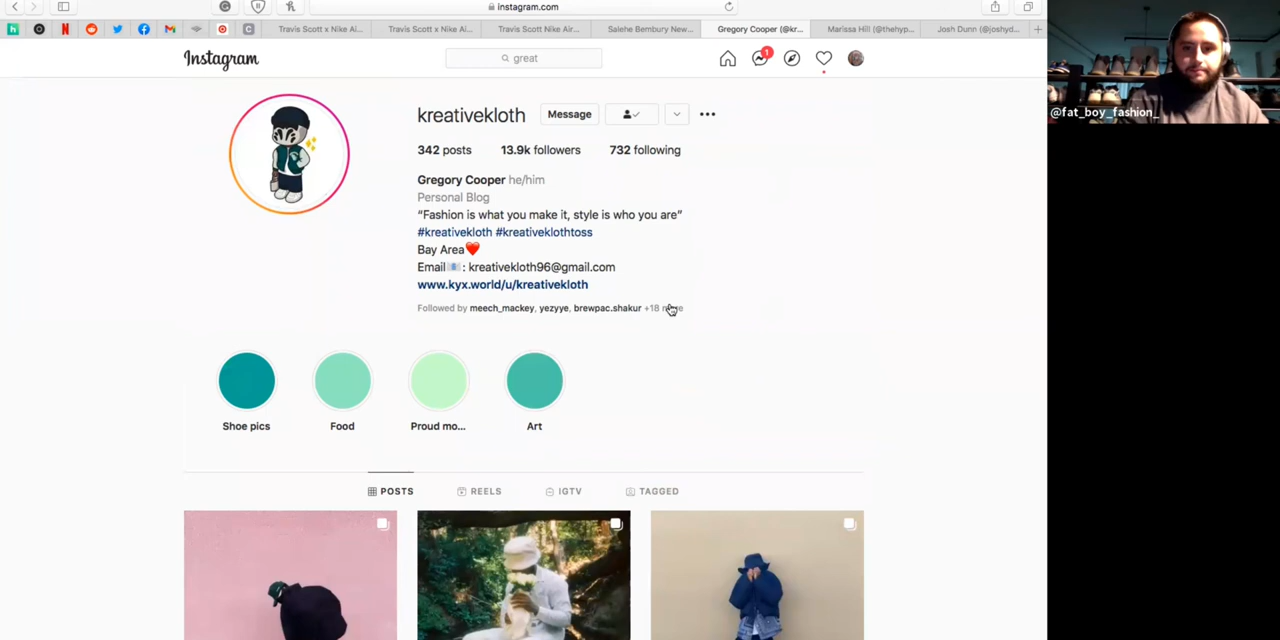 instagram.com
Travis Scott x Nike Ai...
Travis Scott x Nike Ai...
Travis Scott Nike Air...
Salehe Bembury New...
Gregory Cooper (@kr...
Marissa Hill (@thehyp...
Josh Dunn (@joshyd...
Instagram
great
1
@fat_boy_fashion_
kreativekloth
Message
342 posts
13.9k followers
732 following
Gregory Cooper he/him
Personal Blog
“Fashion is what you make it, style is who you are”
#kreativekloth #kreativeklothtoss
Bay Area❤️
Email📧: kreativekloth96@gmail.com
www.kyx.world/u/kreativekloth
Followed by meech_mackey, yezyye, brewpac.shakur +18
Shoe pics
Food
Proud mo...
Art
POSTS
REELS
IGTV
TAGGED